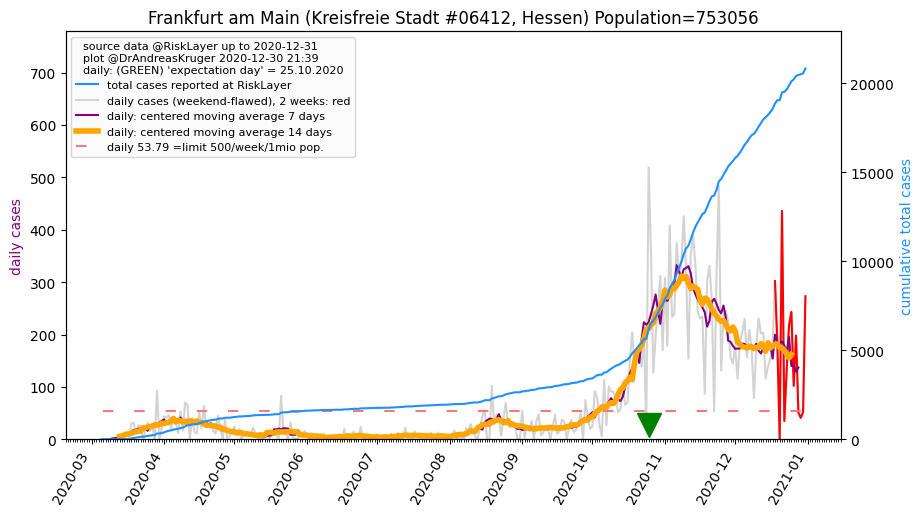 Frankfurt am Main (Kreisfreie Stadt #06412, Hessen) Population=753056
source data @RiskLayer up to 2020-12-31
plot @DrAndreasKruger 2020-12-30 21:39
daily: (GREEN) 'expectation day' = 25.10.2020
total cases reported at RiskLayer
daily cases (weekend-flawed), 2 weeks: red
daily: centered moving average 7 days
daily: centered moving average 14 days
daily 53.79 =limit 500/week/1mio pop.
daily cases
700
600
500
400
300
200
100
0
cumulative total cases
20000
15000
10000
5000
0
2020-03
2020-04
2020-05
2020-06
2020-07
2020-08
2020-09
2020-10
2020-11
2020-12
2021-01